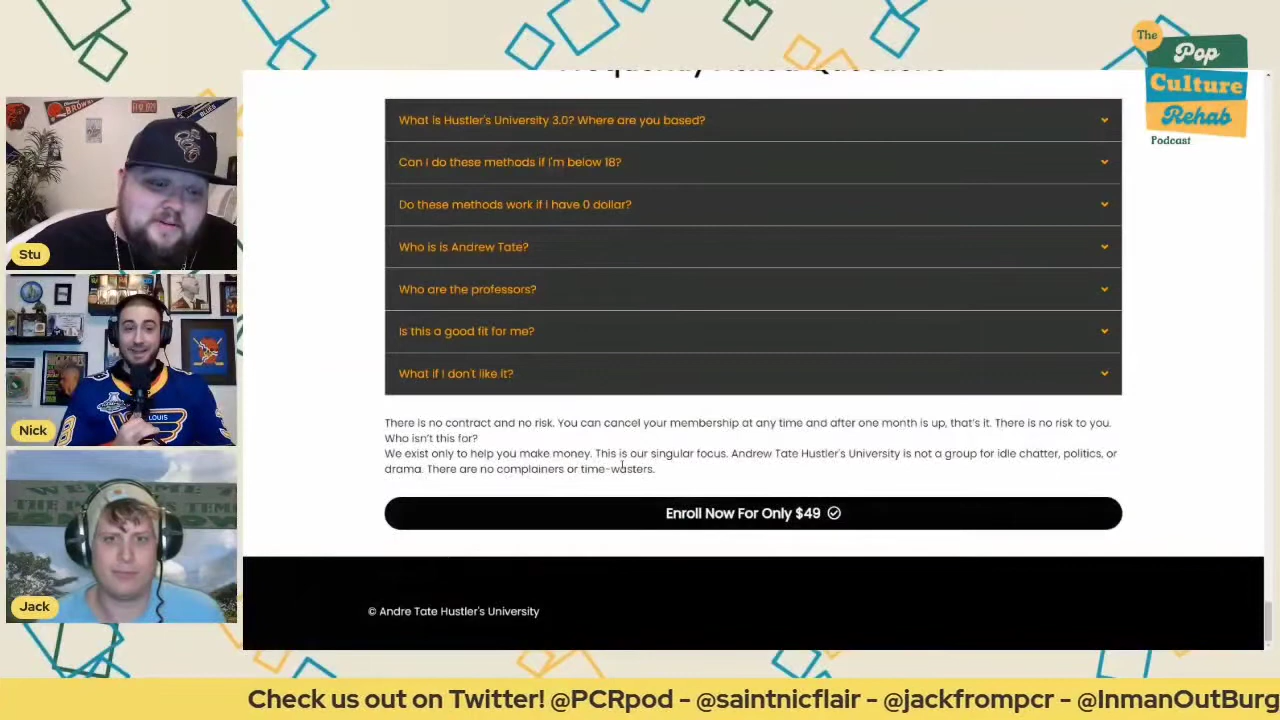 The
Pop
Culture
Rehab
Podcast
Frequently Asked Questions
What is Hustler's University 3.0? Where are you based?
Can I do these methods if I'm below 18?
Do these methods work if I have 0 dollar?
Who is is Andrew Tate?
Who are the professors?
Is this a good fit for me?
What if I don't like it?
There is no contract and no risk. You can cancel your membership at any time and after one month is up, that's it. There is no risk to you.
Who isn't this for?
We exist only to help you make money. This is our singular focus. Andrew Tate Hustler's University is not a group for idle chatter, politics, or
drama. There are no complainers or time-wasters.
Enroll Now For Only $49
© Andre Tate Hustler's University
BROWNS
BLUES
Stu
LOUIS
Nick
Jack
Check us out on Twitter! @PCRpod - @saintnicflair - @jackfrompcr - @InmanOutBurg